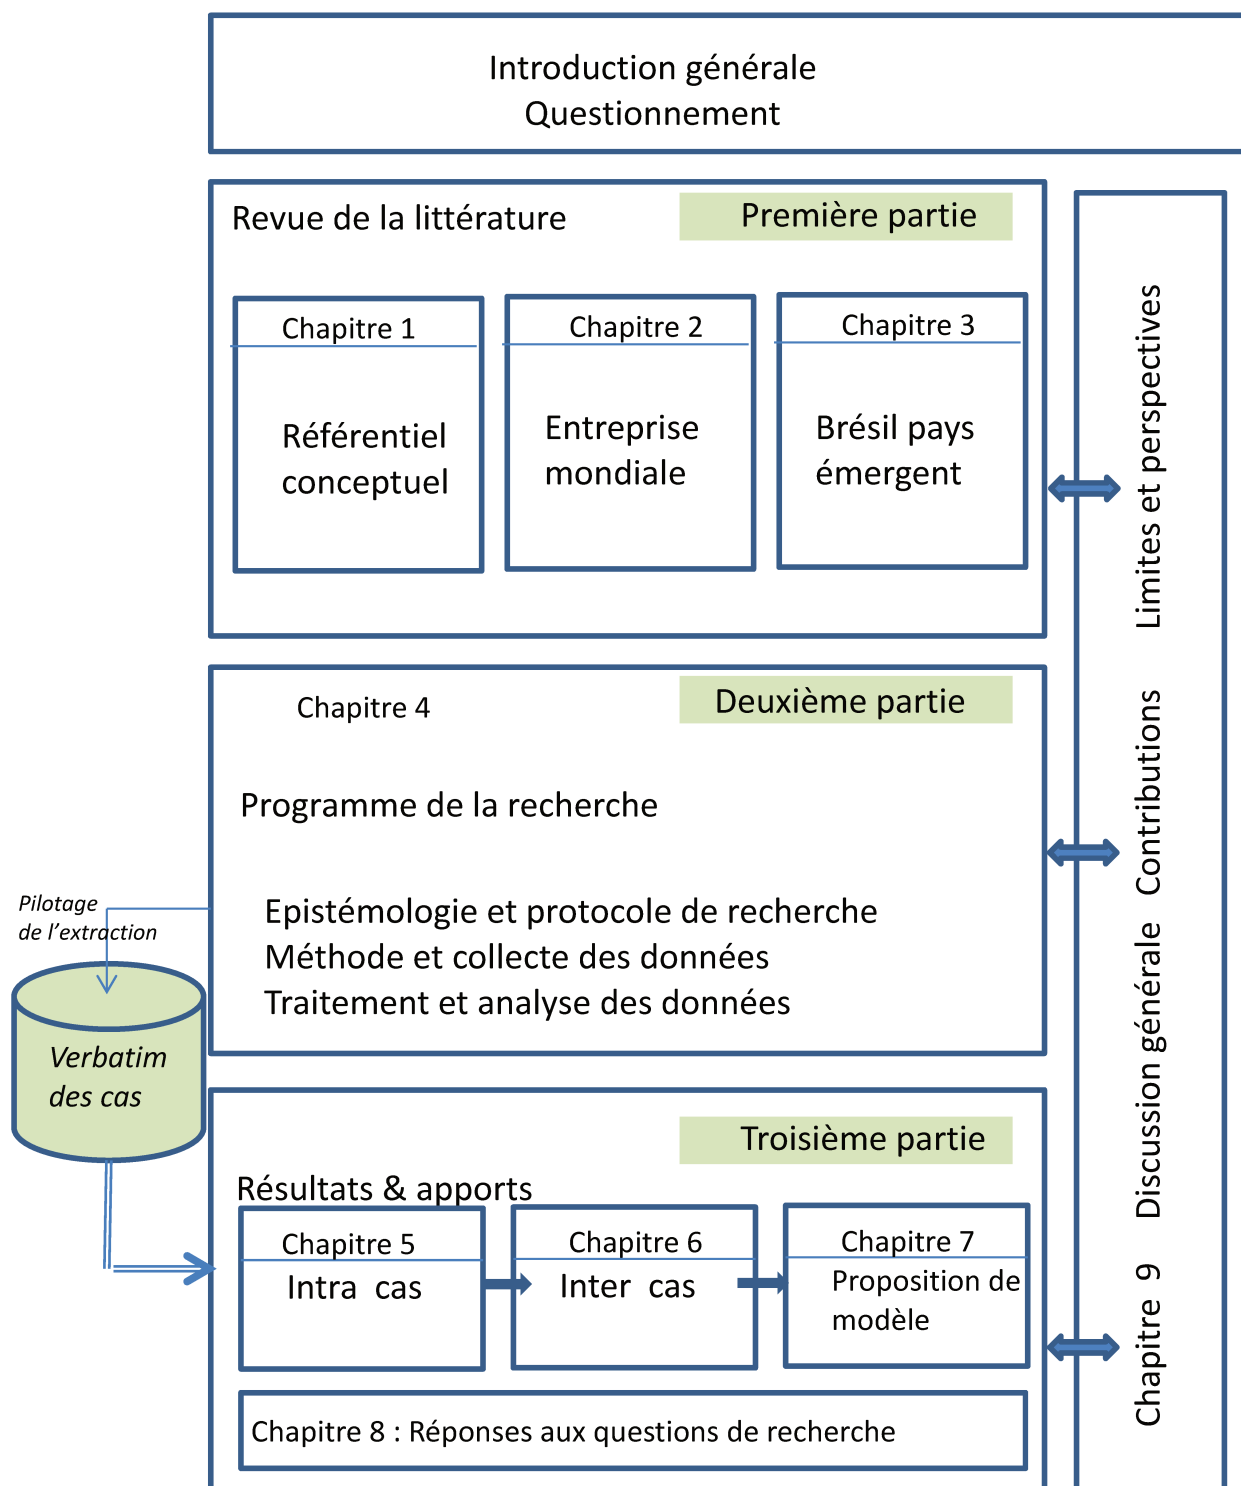 Introduction générale
Questionnement
Revue de la littérature
Première partie
Chapitre 1
Référentiel
conceptuel
Chapitre 2
Entreprise
mondiale
Chapitre 3
Brésil pays
émergent
Chapitre 4
Deuxième partie
Programme de la recherche
Epistémologie et protocole de recherche
Méthode et collecte des données
Traitement et analyse des données
Pilotage
de l’extraction
Verbatim
des cas
Troisième partie
Résultats & apports
Chapitre 5
Intra cas
Chapitre 6
Inter cas
Chapitre 7
Proposition de
modèle
Chapitre 8 : Réponses aux questions de recherche
Chapitre 9 Discussion générale Contributions Limites et perspectives